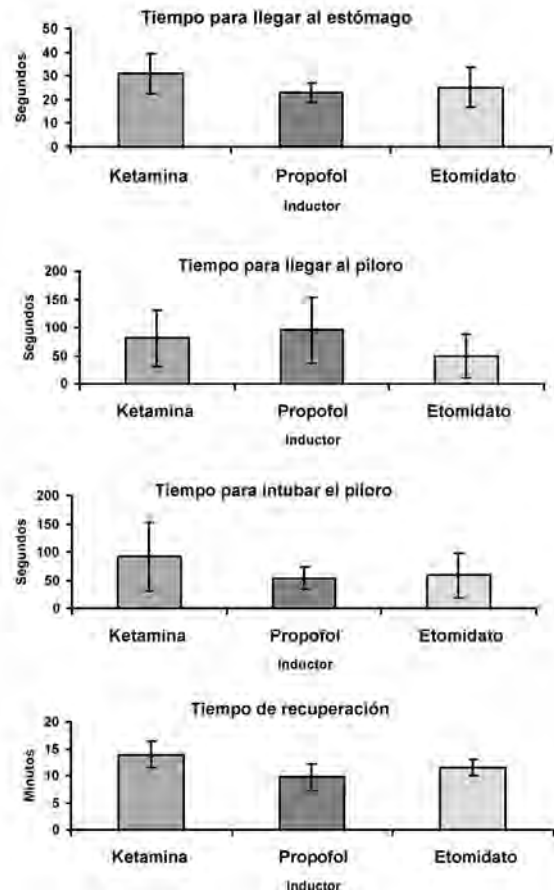 Tiempo para llegar al estómago
Segundos
50
40
30
20
10
0
Ketamina Propofol Etomidato
Inductor
Tiempo para llegar al piloro
Segundos
200
150
100
50
0
Ketamina Propofol Etomidato
Inductor
Tiempo para intubar el piloro
Segundos
200
150
100
50
0
Ketamina Propofol Etomidato
Inductor
Tiempo de recuperación
Minutos
20
15
10
5
0
Ketamina Propofol Etomidato
Inductor